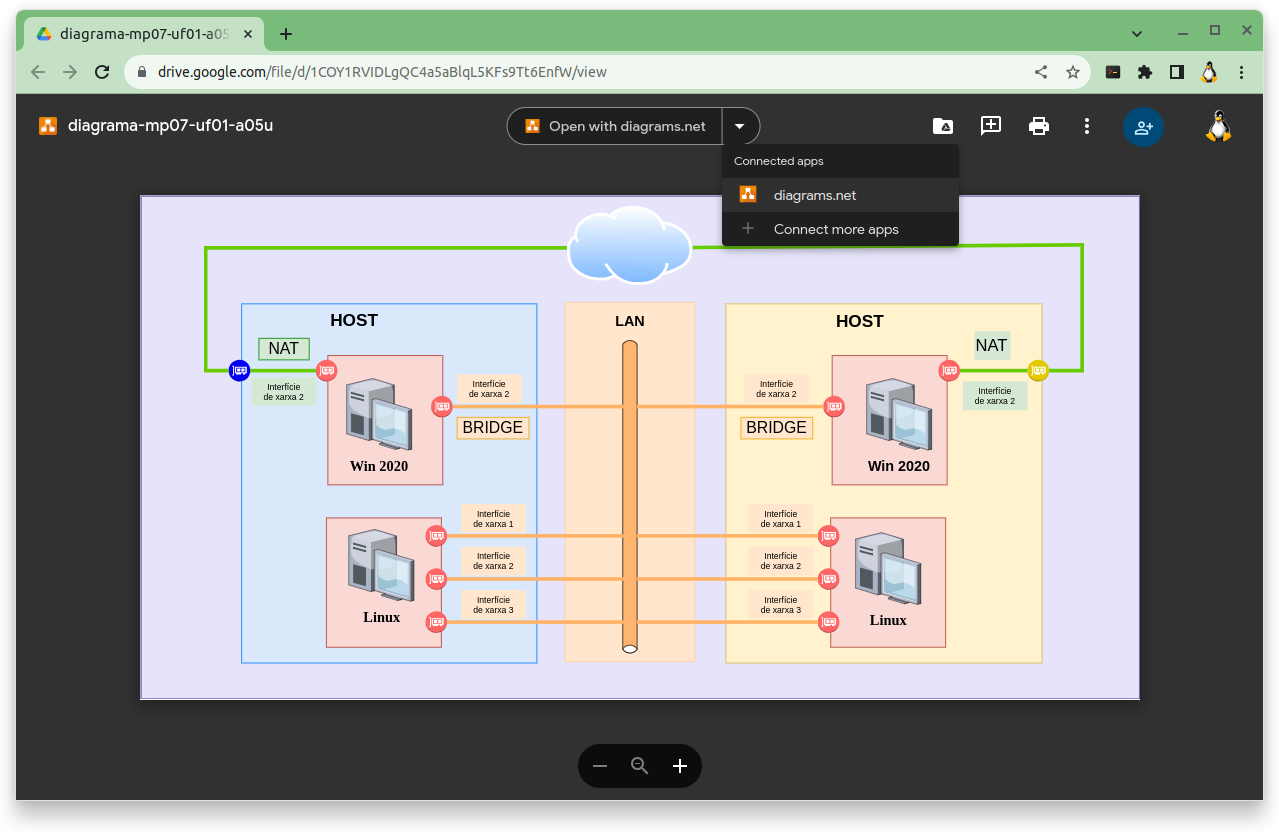 diagrama-mp07-uf01-a05
drive.google.com/file/d/1COY1RVIDLgQC4a5aBlqL5KFs9Tt6EnfW/view
diagrama-mp07-uf01-a05u
Open with diagrams.net
Connected apps
diagrams.net
Connect more apps
HOST
LAN
HOST
NAT
NAT
Interfície
de xarxa 2
Interfície
de xarxa 2
Interfície
de xarxa 2
Interfície
de xarxa 2
BRIDGE
BRIDGE
Win 2020
Win 2020
Interfície
de xarxa 1
Interfície
de xarxa 1
Interfície
de xarxa 2
Interfície
de xarxa 2
Interfície
de xarxa 3
Interfície
de xarxa 3
Linux
Linux